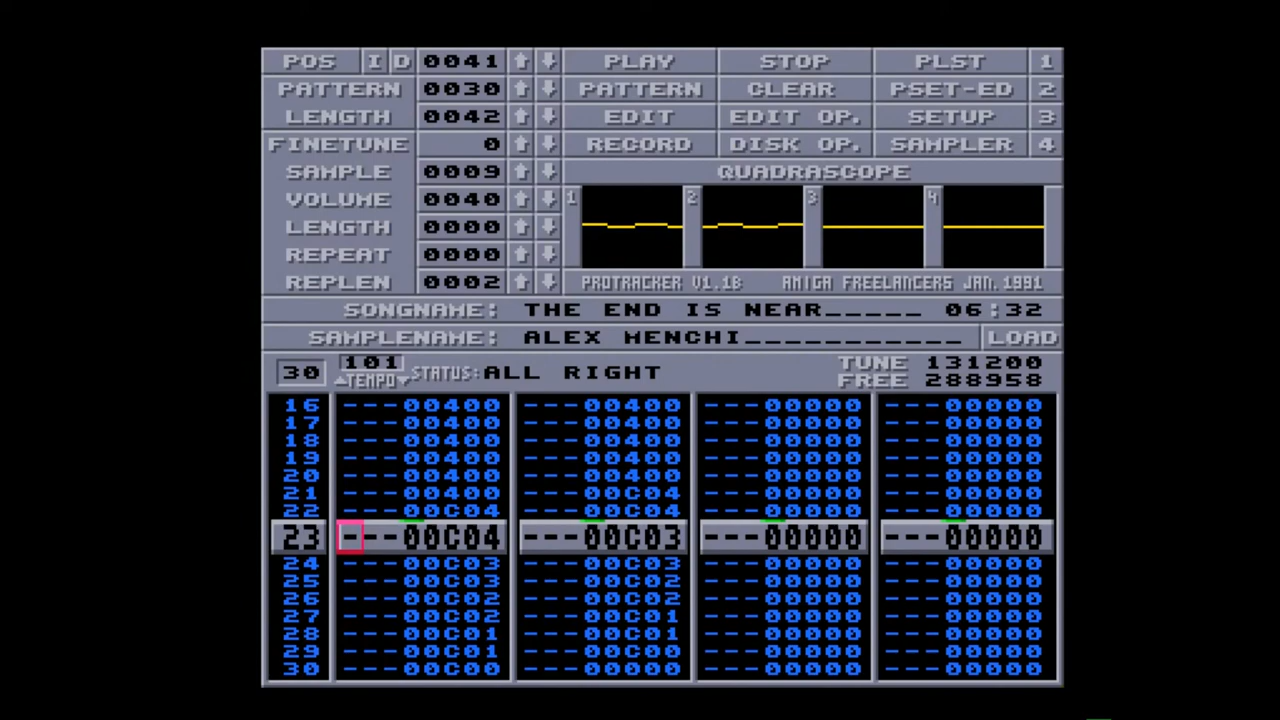 POS I D 0041 PLAY STOP PLST 1
PATTERN 0030 PATTERN CLEAR PSET-ED 2
LENGTH 0042 EDIT EDIT OP. SETUP 3
FINETUNE 0 RECORD DISK OP. SAMPLER 4
SAMPLE 0009 QUADRASCOPE
VOLUME 0040 1 2 3 4
LENGTH 0000
REPEAT 0000
REPLEN 0002 PROTRACKER V1.1B AMIGA FREELANCERS JAN.1991
SONGNAME: THE END IS NEAR_____ 06:32
SAMPLENAME: ALEX MENCHI___________ LOAD
30 101 TEMPO STATUS:ALL RIGHT TUNE 131200
FREE 288958
16 ---00400 ---00400 ---00000 ---00000
17 ---00400 ---00400 ---00000 ---00000
18 ---00400 ---00400 ---00000 ---00000
19 ---00400 ---00400 ---00000 ---00000
20 ---00400 ---00400 ---00000 ---00000
21 ---00400 ---00C04 ---00000 ---00000
22 ---00C04 ---00C04 ---00000 ---00000
23 ---00C04 ---00C03 ---00000 ---00000
24 ---00C03 ---00C03 ---00000 ---00000
25 ---00C03 ---00C02 ---00000 ---00000
26 ---00C02 ---00C02 ---00000 ---00000
27 ---00C02 ---00C01 ---00000 ---00000
28 ---00C01 ---00C01 ---00000 ---00000
29 ---00C01 ---00C00 ---00000 ---00000
30 ---00C00 ---00000 ---00000 ---00000